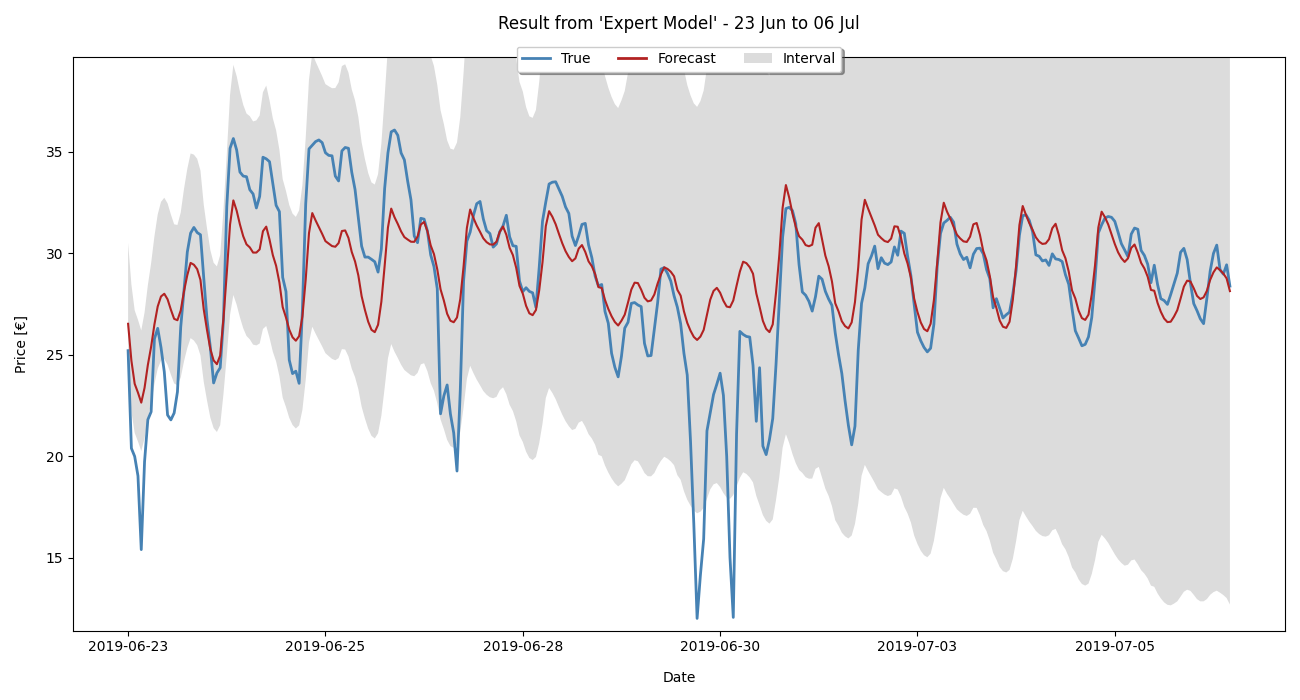 Result from 'Expert Model' - 23 Jun to 06 Jul
True Forecast Interval
Price [€]
35
30
25
20
15
2019-06-23 2019-06-25 2019-06-28 2019-06-30 2019-07-03 2019-07-05
Date